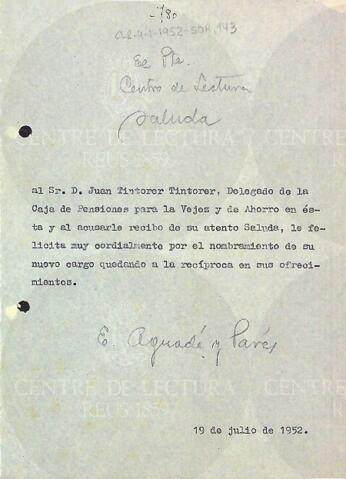 -780
CL-4-1-1952-SDA,143
El Pte.
Centro de Lectura
Saluda
al Sr. D. Juan Tintorer Tintorer, Delegado de la
Caja de Pensiones para la Vejez y de Ahorro en és-
ta y al acusarle recibo de su atento Saluda, le fe-
licita muy cordialmente por el nombramiento de su
nuevo cargo quedando a la recíproca en sus ofreci-
mientos.
E. Aguadé y Parés
19 de julio de 1952.
CENTRE DE LECTURA
REUS 1859
CENTRE DE LECTURA
REUS 1859